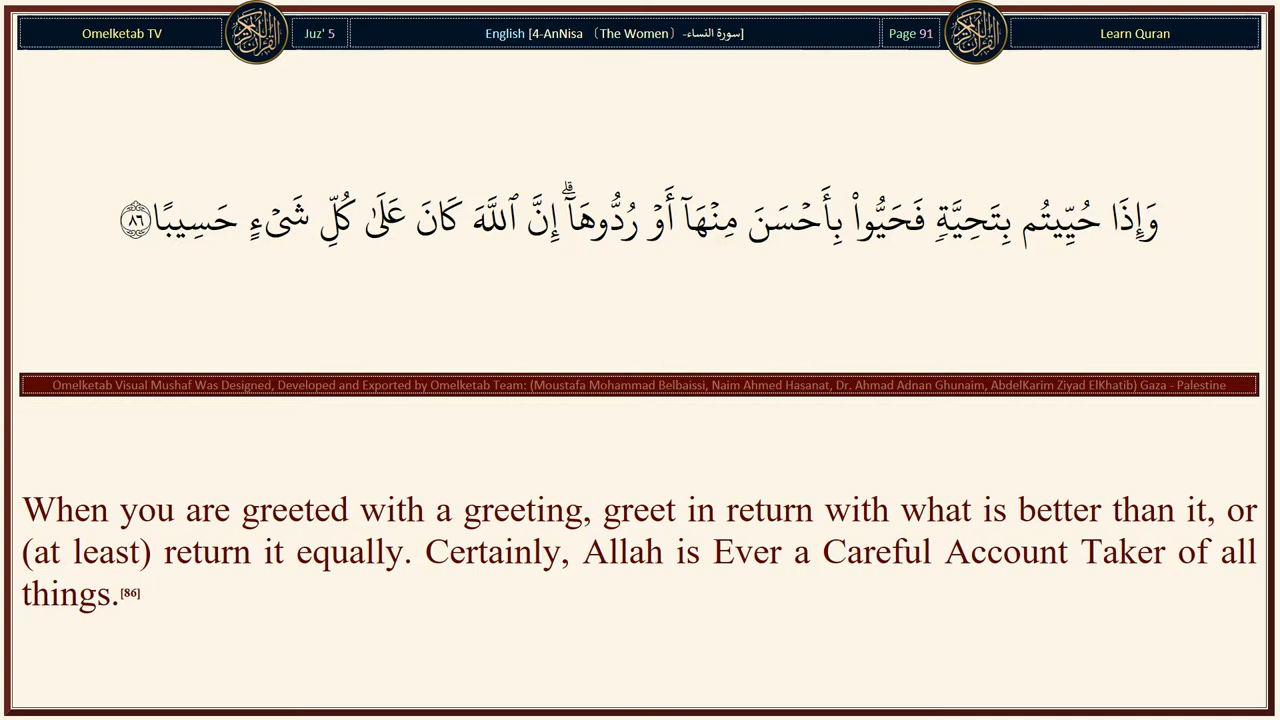 Omelketab TV
Juz' 5
English [4-AnNisa （The Women） -سورة النساء]
Page 91
Learn Quran
وَإِذَا حُيِّيتُم بِتَحِيَّةٖ فَحَيُّواْ بِأَحۡسَنَ مِنۡهَآ أَوۡ رُدُّوهَآۗ إِنَّ ٱللَّهَ كَانَ عَلَىٰ كُلِّ شَيۡءٍ حَسِيبًا ٨٦
Omelketab Visual Mushaf Was Designed, Developed and Exported by Omelketab Team: (Moustafa Mohammad Belbaissi, Naim Ahmed Hasanat, Dr. Ahmad Adnan Ghunaim, AbdelKarim Ziyad ElKhatib) Gaza - Palestine
When you are greeted with a greeting, greet in return with what is better than it, or
(at least) return it equally. Certainly, Allah is Ever a Careful Account Taker of all
things.[86]